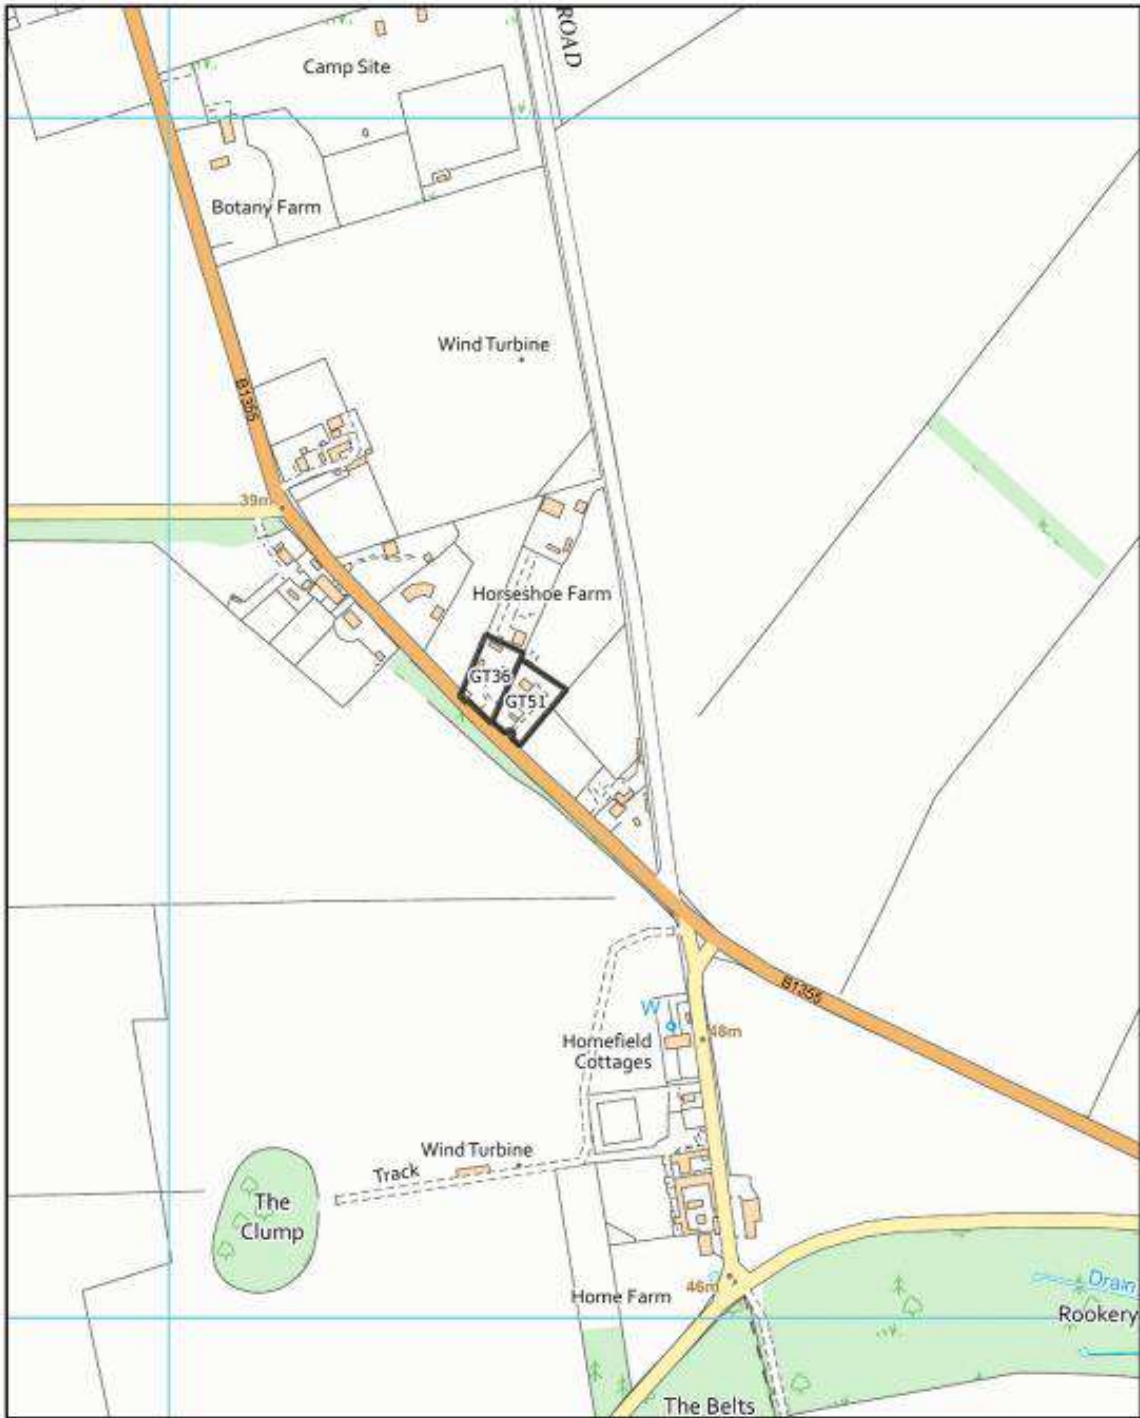 ROAD
Camp Site
Botany Farm
Wind Turbine
B1355
39m
Horseshoe Farm
GT36
GT51
B1355
W
48m
Homefield
Cottages
Wind Turbine
Track
The
Clump
46m
Home Farm
Drain
Rookery
The Belts